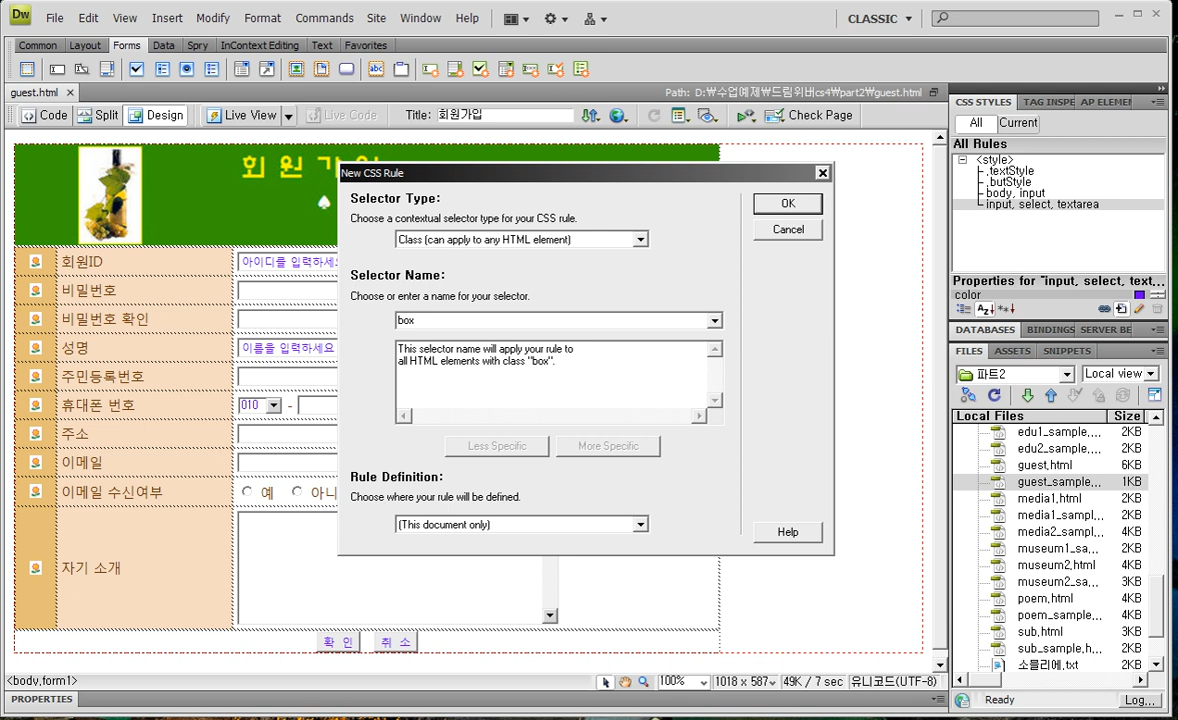 Dw File Edit View Insert Modify Format Commands Site Window Help CLASSIC
Common Layout Forms Data Spry InContext Editing Text Favorites
guest.html Path: D:₩수업예제₩드림위버cs4₩part2₩guest.html
Code Split Design Live View Live Code Title: 회원가입 Check Page
회 원
회원ID 아이디를 입력하세요
비밀번호
비밀번호 확인
성명 이름을 입력하세요
주민등록번호
휴대폰 번호 010 -
주소
이메일
이메일 수신여부 예 아니
자기 소개
확 인 취 소
New CSS Rule
Selector Type:
Choose a contextual selector type for your CSS rule.
Class (can apply to any HTML element)
Selector Name:
Choose or enter a name for your selector.
box
This selector name will apply your rule to
all HTML elements with class "box".
Less Specific More Specific
Rule Definition:
Choose where your rule will be defined.
(This document only)
OK
Cancel
Help
CSS STYLES TAG INSPE AP ELEMEN
All Current
All Rules
<style>
.textStyle
.butStyle
body, input
input, select, textarea
Properties for "input, select, text...
color
DATABASES BINDINGS SERVER BE
FILES ASSETS SNIPPETS
파트2 Local view
Local Files Size
edu1_sample.... 2KB
edu2_sample.... 2KB
guest.html 6KB
guest_sample.... 1KB
media1.html 2KB
media1_sampl... 2KB
media2_sampl... 4KB
museum1_sa... 2KB
museum2.html 4KB
museum2_sa... 3KB
poem.html 4KB
poem_sample.... 4KB
sub.html 3KB
sub_sample.h... 4KB
소믈리에.txt 2KB
Ready Log...
<body.form1> 100% 1018 x 587 49K / 7 sec 유니코드(UTF-8)
PROPERTIES